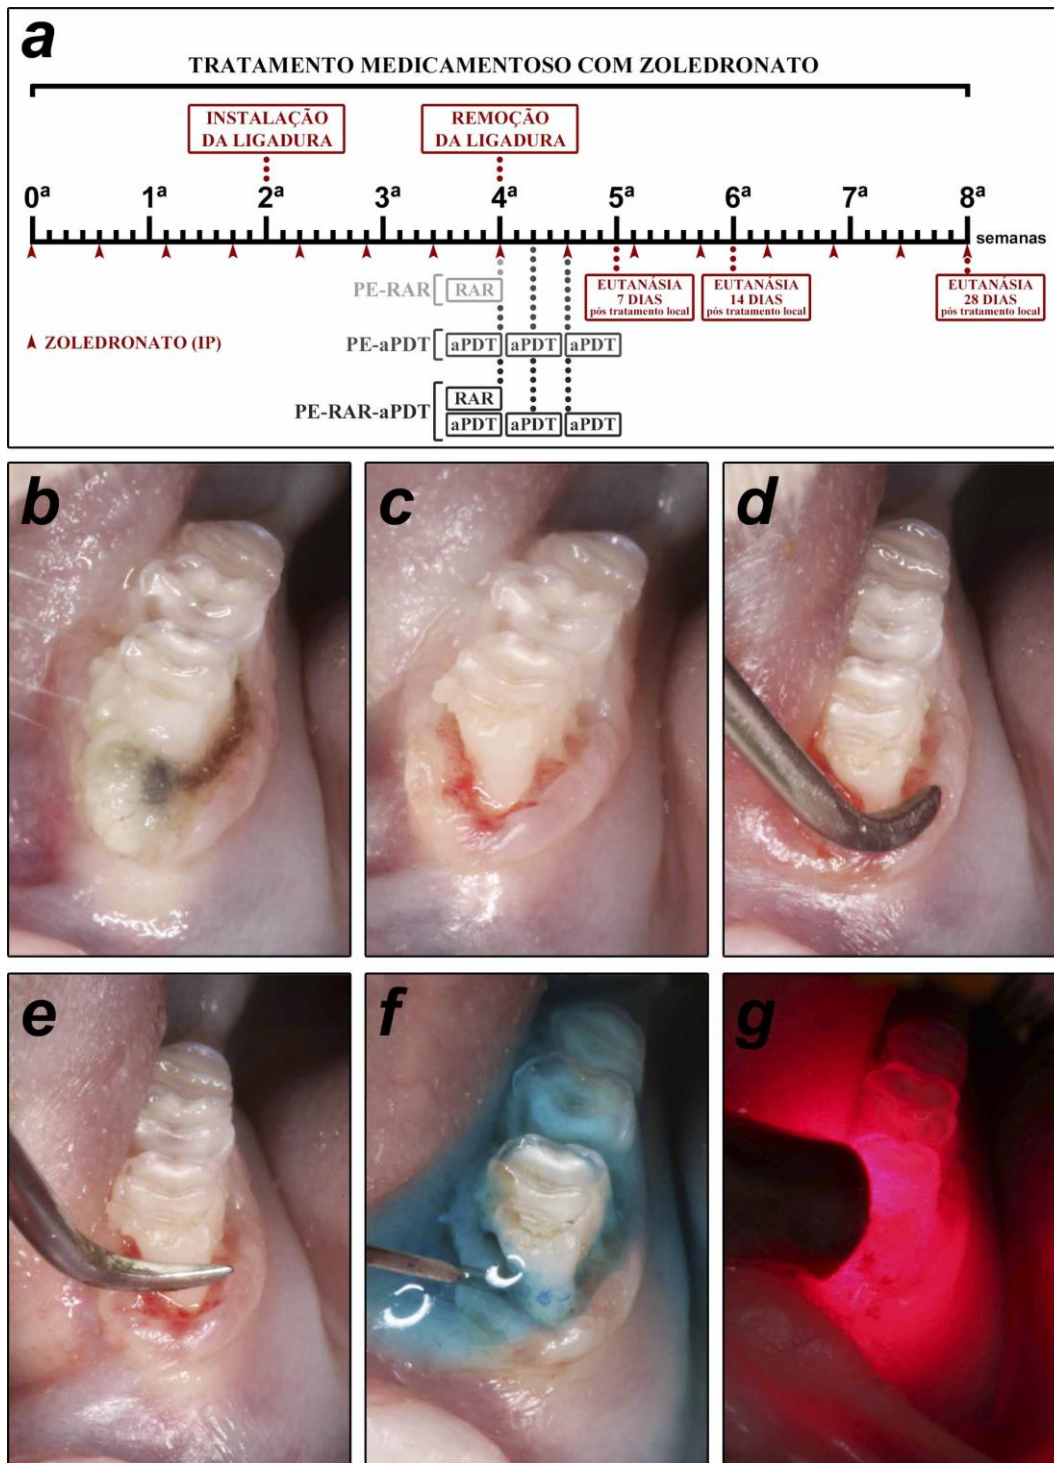 a
TRATAMENTO MEDICAMENTOSO COM ZOLEDRONATO
INSTALAÇÃO
DA LIGADURA
REMOÇÃO
DA LIGADURA
0ª 1ª 2ª 3ª 4ª 5ª 6ª 7ª 8ª
semanas
PE-RAR RAR
EUTANÁSIA
7 DIAS
pós tratamento local
EUTANÁSIA
14 DIAS
pós tratamento local
EUTANÁSIA
28 DIAS
pós tratamento local
ZOLEDRONATO (IP)
PE-aPDT aPDT aPDT aPDT
PE-RAR-aPDT
RAR
aPDT aPDT aPDT
b
c
d
e
f
g